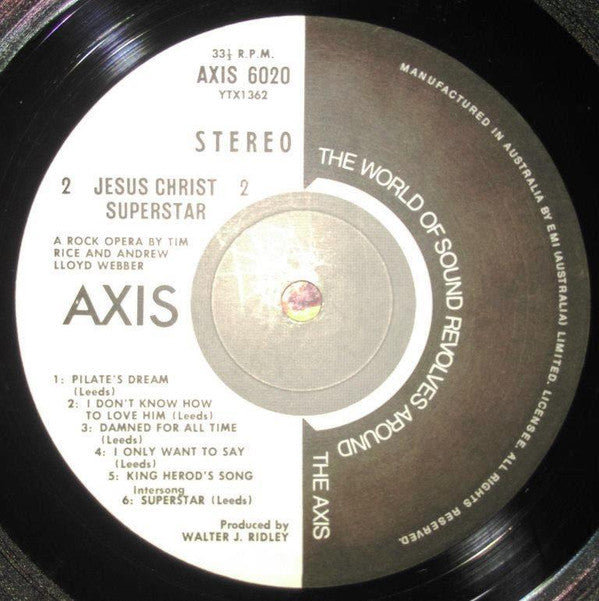 33⅓ R.P.M.
AXIS 6020
YTX1362
STEREO
2 JESUS CHRIST 2
SUPERSTAR
A ROCK OPERA BY TIM
RICE AND ANDREW
LLOYD WEBBER
AXIS
1: PILATE'S DREAM
(Leeds)
2: I DON'T KNOW HOW
TO LOVE HIM (Leeds)
3: DAMNED FOR ALL TIME
(Leeds)
4: I ONLY WANT TO SAY
(Leeds)
5: KING HEROD'S SONG
Intersong
6: SUPERSTAR (Leeds)
Produced by
WALTER J. RIDLEY
THE WORLD OF SOUND REVOLVES AROUND
THE AXIS
MANUFACTURED IN AUSTRALIA BY EMI (AUSTRALIA) LIMITED. LICENSEE. ALL RIGHTS RESERVED.